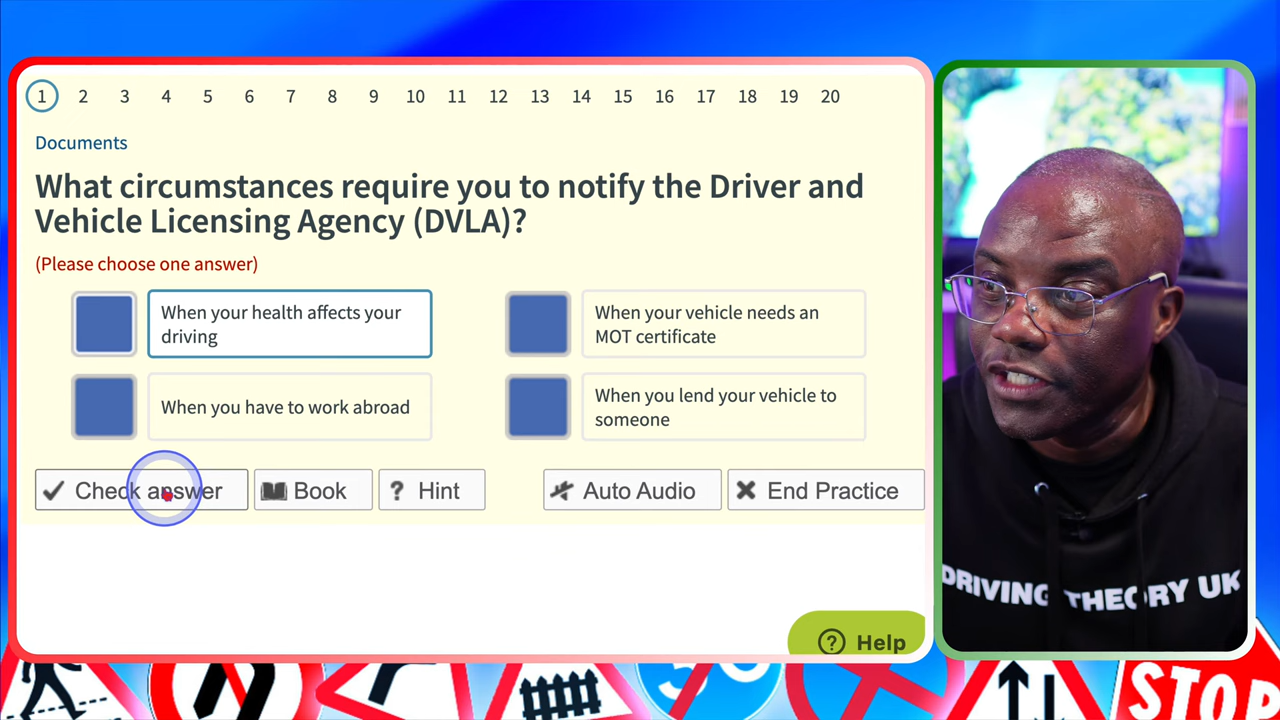 1 2 3 4 5 6 7 8 9 10 11 12 13 14 15 16 17 18 19 20
Documents
What circumstances require you to notify the Driver and
Vehicle Licensing Agency (DVLA)?
(Please choose one answer)
When your health affects your
driving
When your vehicle needs an
MOT certificate
When you have to work abroad
When you lend your vehicle to
someone
Check answer
Book
? Hint
Auto Audio
End Practice
? Help
DRIVING THEORY UK
STOP